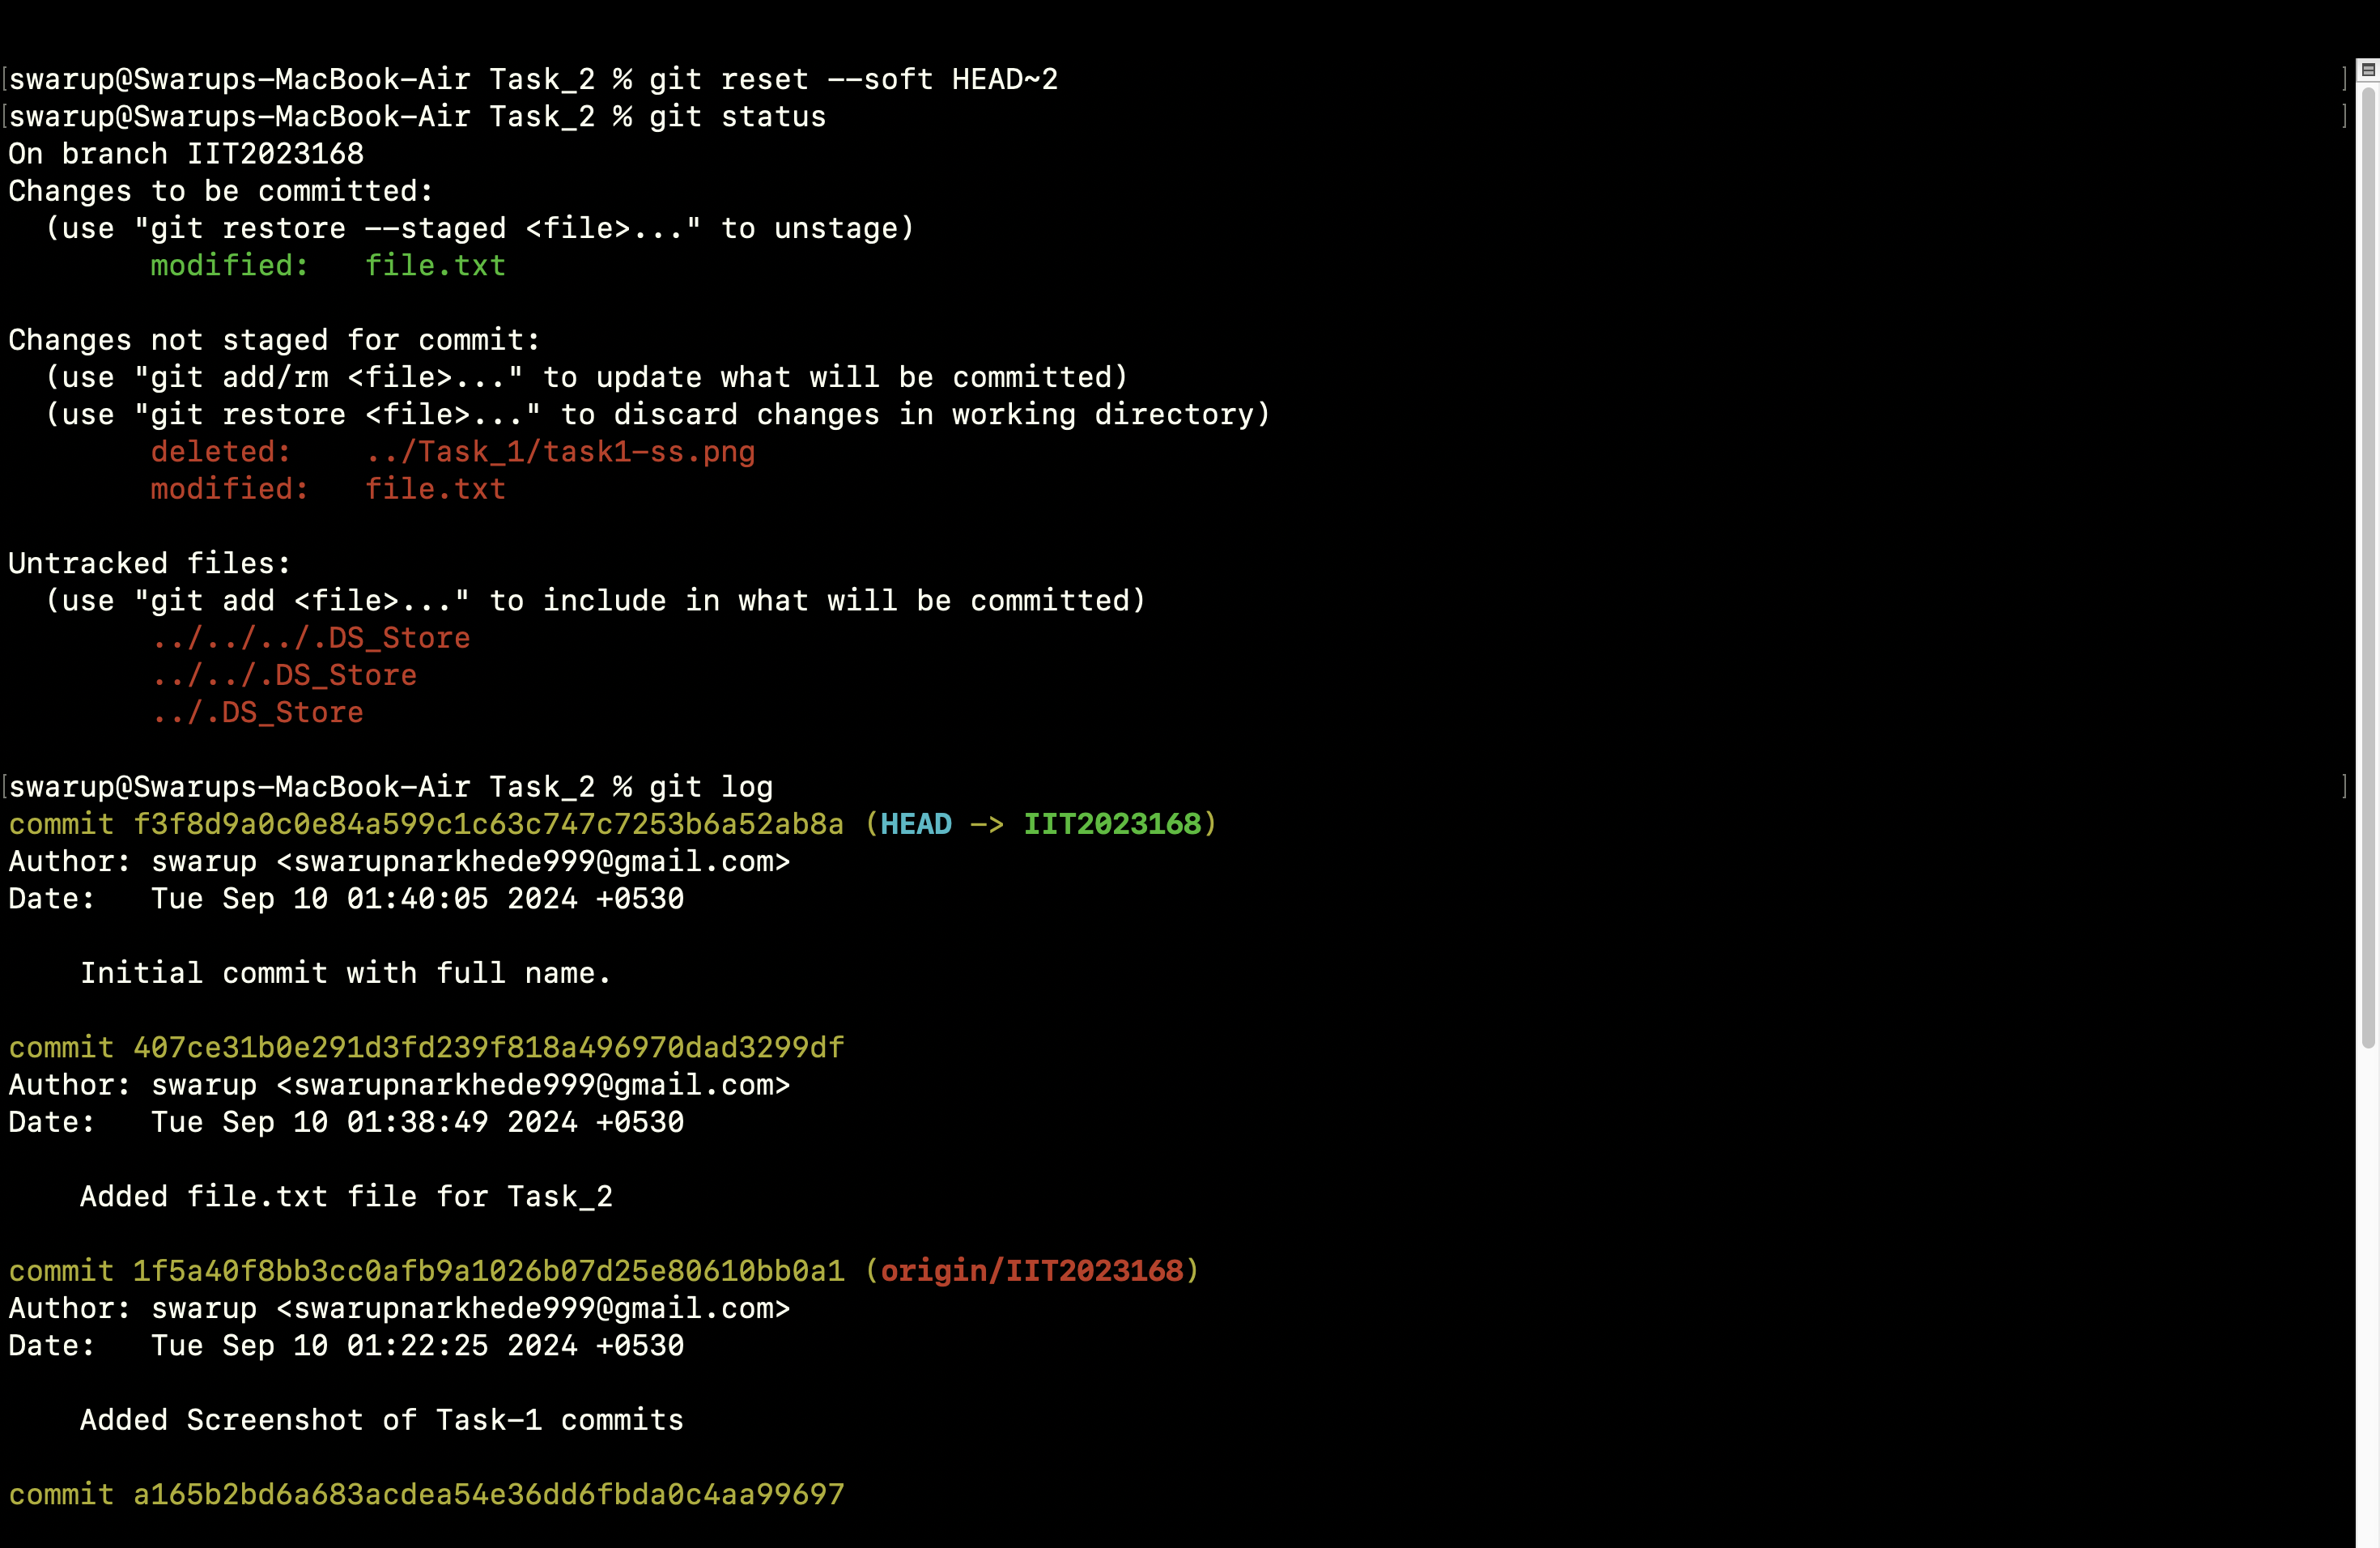 [swarup@Swarups-MacBook-Air Task_2 % git reset --soft HEAD~2 ]
[swarup@Swarups-MacBook-Air Task_2 % git status ]
On branch IIT2023168
Changes to be committed:
  (use "git restore --staged <file>..." to unstage)
        modified:   file.txt

Changes not staged for commit:
  (use "git add/rm <file>..." to update what will be committed)
  (use "git restore <file>..." to discard changes in working directory)
        deleted:    ../Task_1/task1-ss.png
        modified:   file.txt

Untracked files:
  (use "git add <file>..." to include in what will be committed)
        ../../../.DS_Store
        ../../.DS_Store
        ../.DS_Store

[swarup@Swarups-MacBook-Air Task_2 % git log ]
commit f3f8d9a0c0e84a599c1c63c747c7253b6a52ab8a (HEAD -> IIT2023168)
Author: swarup <swarupnarkhede999@gmail.com>
Date:   Tue Sep 10 01:40:05 2024 +0530

    Initial commit with full name.

commit 407ce31b0e291d3fd239f818a496970dad3299df
Author: swarup <swarupnarkhede999@gmail.com>
Date:   Tue Sep 10 01:38:49 2024 +0530

    Added file.txt file for Task_2

commit 1f5a40f8bb3cc0afb9a1026b07d25e80610bb0a1 (origin/IIT2023168)
Author: swarup <swarupnarkhede999@gmail.com>
Date:   Tue Sep 10 01:22:25 2024 +0530

    Added Screenshot of Task-1 commits

commit a165b2bd6a683acdea54e36dd6fbda0c4aa99697